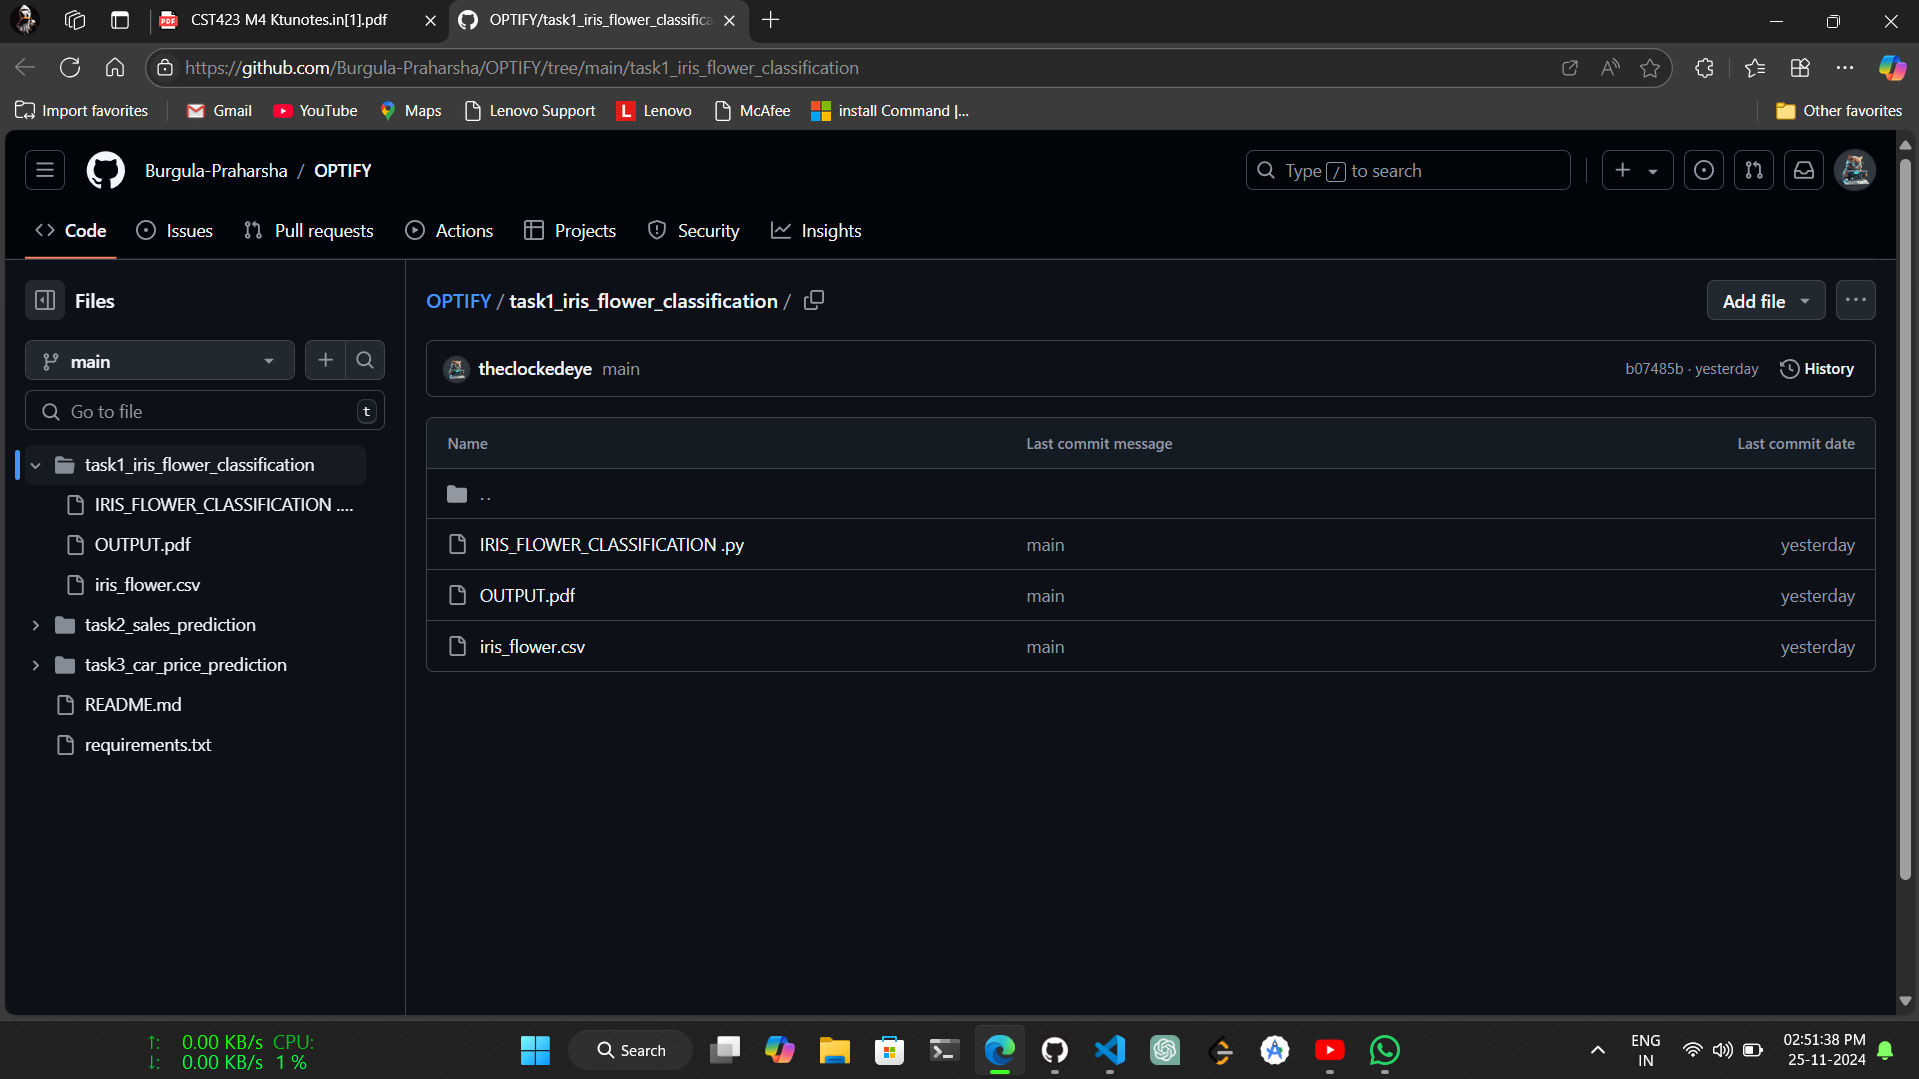 CST423 M4 Ktunotes.in[1].pdf
OPTIFY/task1_iris_flower_classifica
https://github.com/Burgula-Praharsha/OPTIFY/tree/main/task1_iris_flower_classification
Import favorites
Gmail
YouTube
Maps
Lenovo Support
L Lenovo
McAfee
install Command |...
Other favorites
Burgula-Praharsha / OPTIFY
Type / to search
Code
Issues
Pull requests
Actions
Projects
Security
Insights
Files
main
Go to file
t
task1_iris_flower_classification
IRIS_FLOWER_CLASSIFICATION ....
OUTPUT.pdf
iris_flower.csv
task2_sales_prediction
task3_car_price_prediction
README.md
requirements.txt
OPTIFY / task1_iris_flower_classification /
Add file
theclockedeye main
b07485b · yesterday
History
Name Last commit message Last commit date
..
IRIS_FLOWER_CLASSIFICATION .py main yesterday
OUTPUT.pdf main yesterday
iris_flower.csv main yesterday
↑: 0.00 KB/s CPU:
↓: 0.00 KB/s 1 %
Search
ENG
IN
02:51:38 PM
25-11-2024